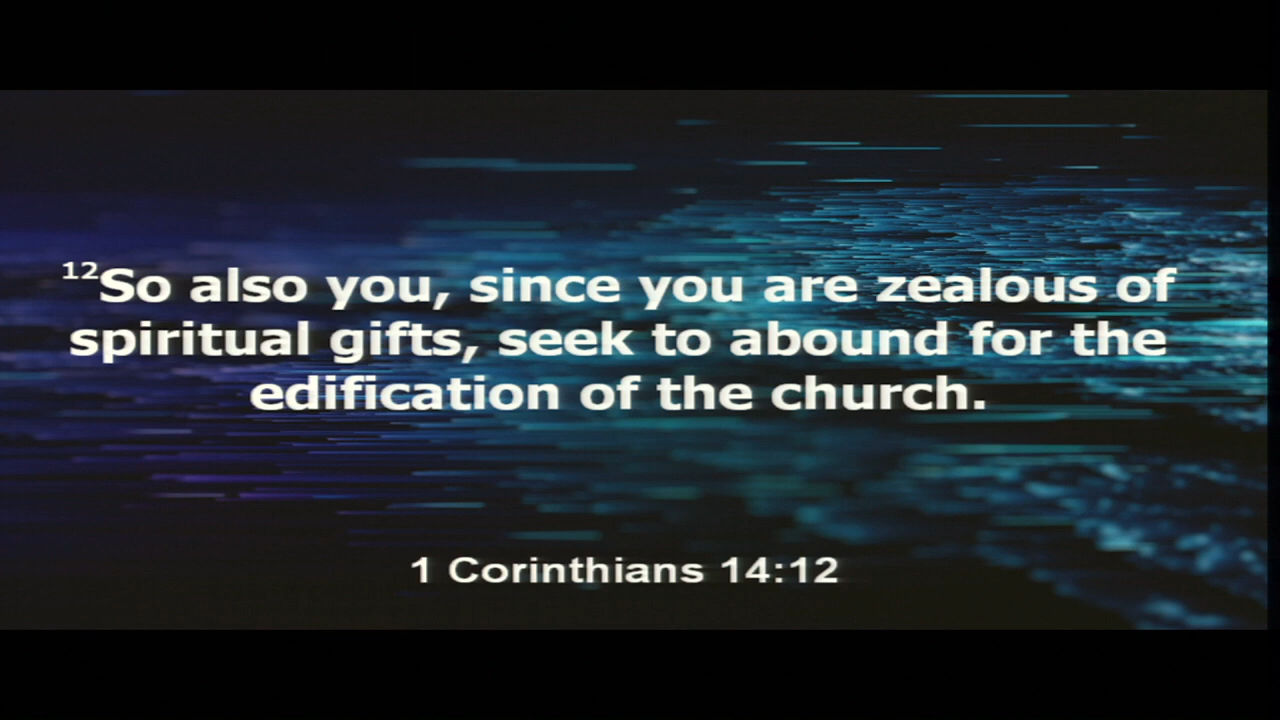 12So also you, since you are zealous of
spiritual gifts, seek to abound for the
edification of the church.
1 Corinthians 14:12